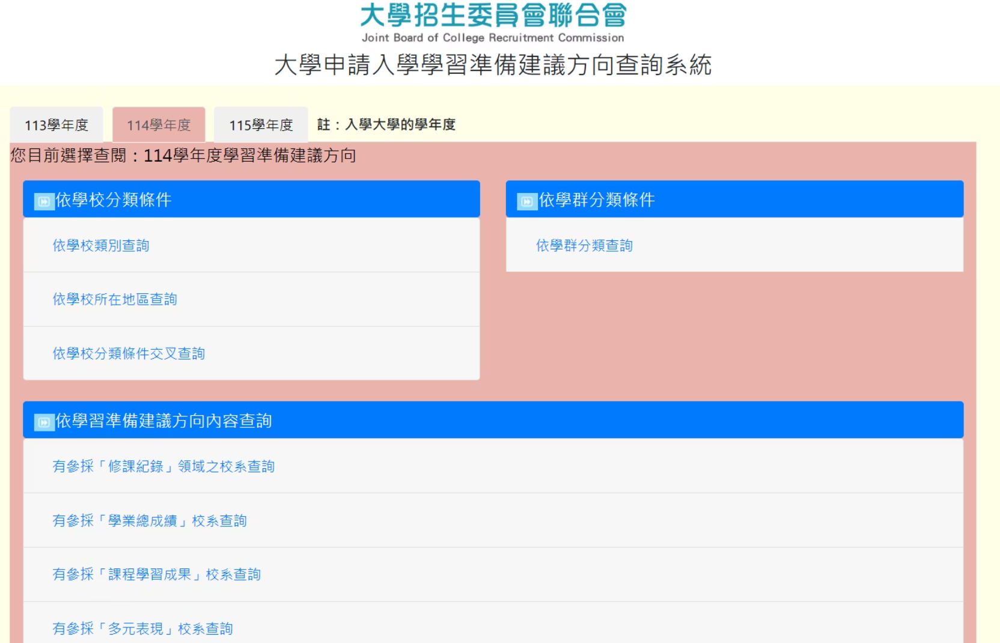 大學招生委員會聯合會
Joint Board of College Recruitment Commission
大學申請入學學習準備建議方向查詢系統
113學年度 114學年度 115學年度 註：入學大學的學年度
您目前選擇查閱：114學年度學習準備建議方向
依學校分類條件
依學校類別查詢
依學校所在地區查詢
依學校分類條件交叉查詢
依學群分類條件
依學群分類查詢
依學習準備建議方向內容查詢
有參採「修課紀錄」領域之校系查詢
有參採「學業總成績」校系查詢
有參採「課程學習成果」校系查詢
有參採「多元表現」校系查詢